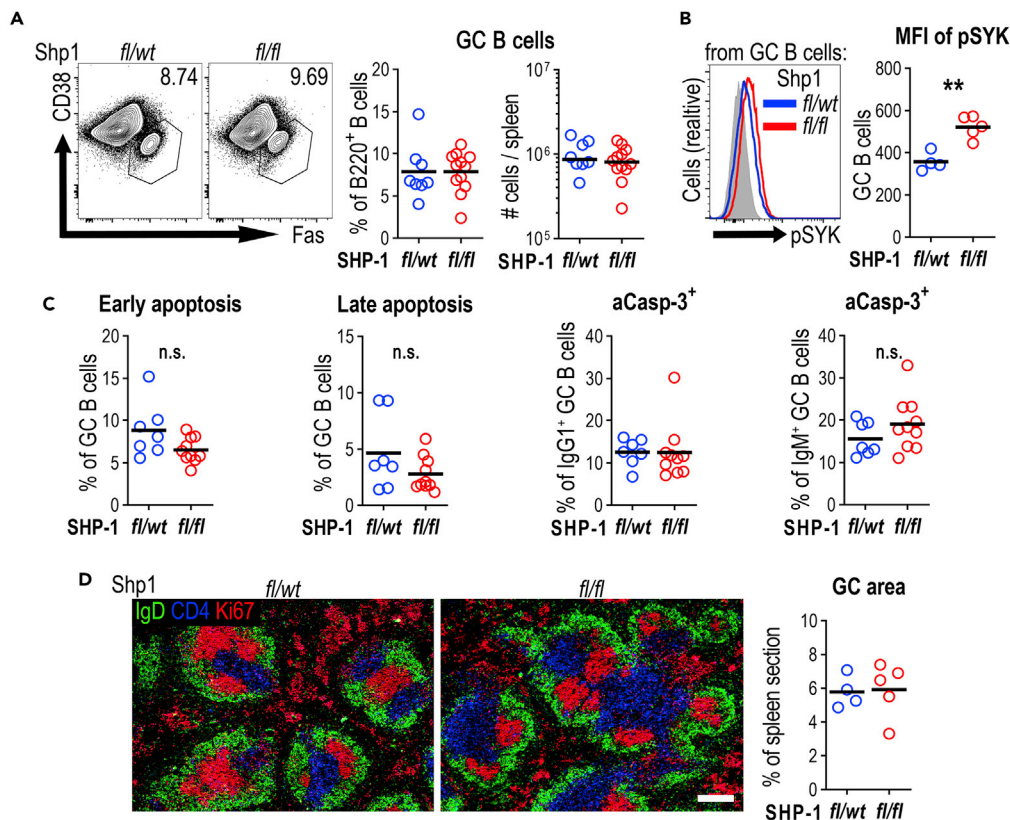 A
Shp1 fl/wt fl/fl
CD38
8.74
9.69
Fas
GC B cells
% of B220+ B cells
20
15
10
5
0
SHP-1 fl/wt fl/fl
# cells / spleen
10^7
10^6
10^5
SHP-1 fl/wt fl/fl
B
from GC B cells:
Shp1
fl/wt
fl/fl
Cells (realitive)
pSYK
MFI of pSYK
**
GC B cells
800
600
400
200
0
fl/wt fl/fl
C
Early apoptosis
n.s.
% of GC B cells
20
15
10
5
0
SHP-1 fl/wt fl/fl
Late apoptosis
n.s.
% of GC B cells
15
10
5
0
SHP-1 fl/wt fl/fl
aCasp-3+
% of IgG1+ GC B cells
40
30
20
10
0
SHP-1 fl/wt fl/fl
aCasp-3+
n.s.
% of IgM+ GC B cells
40
30
20
10
0
SHP-1 fl/wt fl/fl
D
Shp1 fl/wt fl/fl
IgD CD4 Ki67
GC area
% of spleen section
10
8
6
4
2
0
SHP-1 fl/wt fl/fl